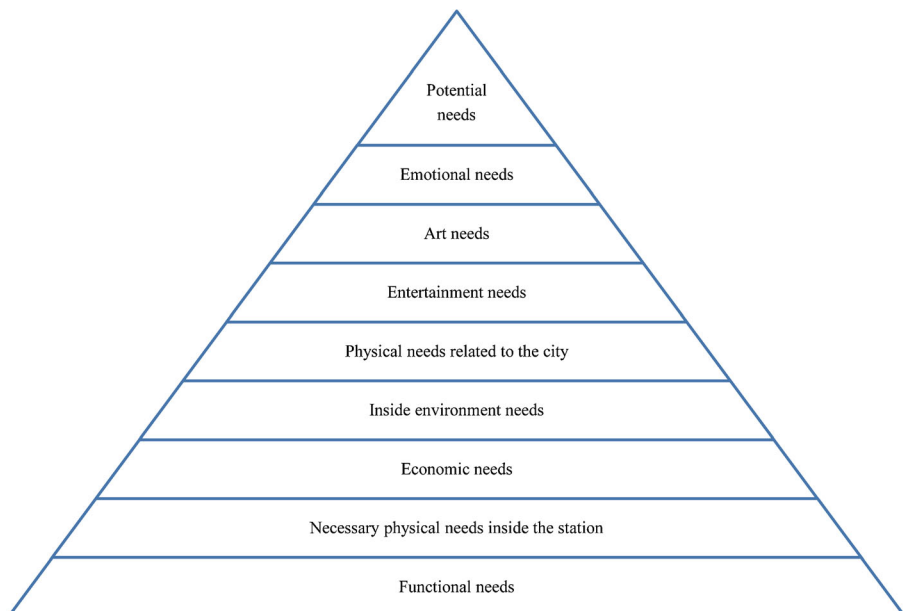 Potential
needs
Emotional needs
Art needs
Entertainment needs
Physical needs related to the city
Inside environment needs
Economic needs
Necessary physical needs inside the station
Functional needs